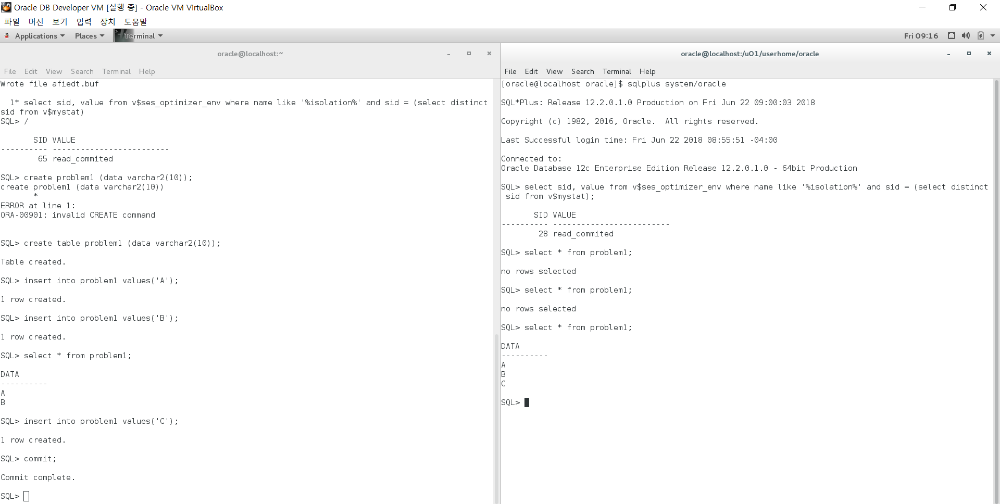 Oracle DB Developer VM [실행 중] - Oracle VM VirtualBox
파일 머신 보기 입력 장치 도움말
Applications Places Terminal Fri 09:16
oracle@localhost:~
File Edit View Search Terminal Help
Wrote file afiedt.buf
  1* select sid, value from v$ses_optimizer_env where name like '%isolation%' and sid = (select distinct
sid from v$mystat)
SQL> /
       SID VALUE
---------- -------------------------
        65 read_commited
SQL> create problem1 (data varchar2(10));
create problem1 (data varchar2(10))
       *
ERROR at line 1:
ORA-00901: invalid CREATE command
SQL> create table problem1 (data varchar2(10));
Table created.
SQL> insert into problem1 values('A');
1 row created.
SQL> insert into problem1 values('B');
1 row created.
SQL> select * from problem1;
DATA
----------
A
B
SQL> insert into problem1 values('C');
1 row created.
SQL> commit;
Commit complete.
SQL>
oracle@localhost:/u01/userhome/oracle
File Edit View Search Terminal Help
[oracle@localhost oracle]$ sqlplus system/oracle
SQL*Plus: Release 12.2.0.1.0 Production on Fri Jun 22 09:00:03 2018
Copyright (c) 1982, 2016, Oracle.  All rights reserved.
Last Successful login time: Fri Jun 22 2018 08:55:51 -04:00
Connected to:
Oracle Database 12c Enterprise Edition Release 12.2.0.1.0 - 64bit Production
SQL> select sid, value from v$ses_optimizer_env where name like '%isolation%' and sid = (select distinct
 sid from v$mystat);
       SID VALUE
---------- -------------------------
        28 read_commited
SQL> select * from problem1;
no rows selected
SQL> select * from problem1;
no rows selected
SQL> select * from problem1;
DATA
----------
A
B
C
SQL>